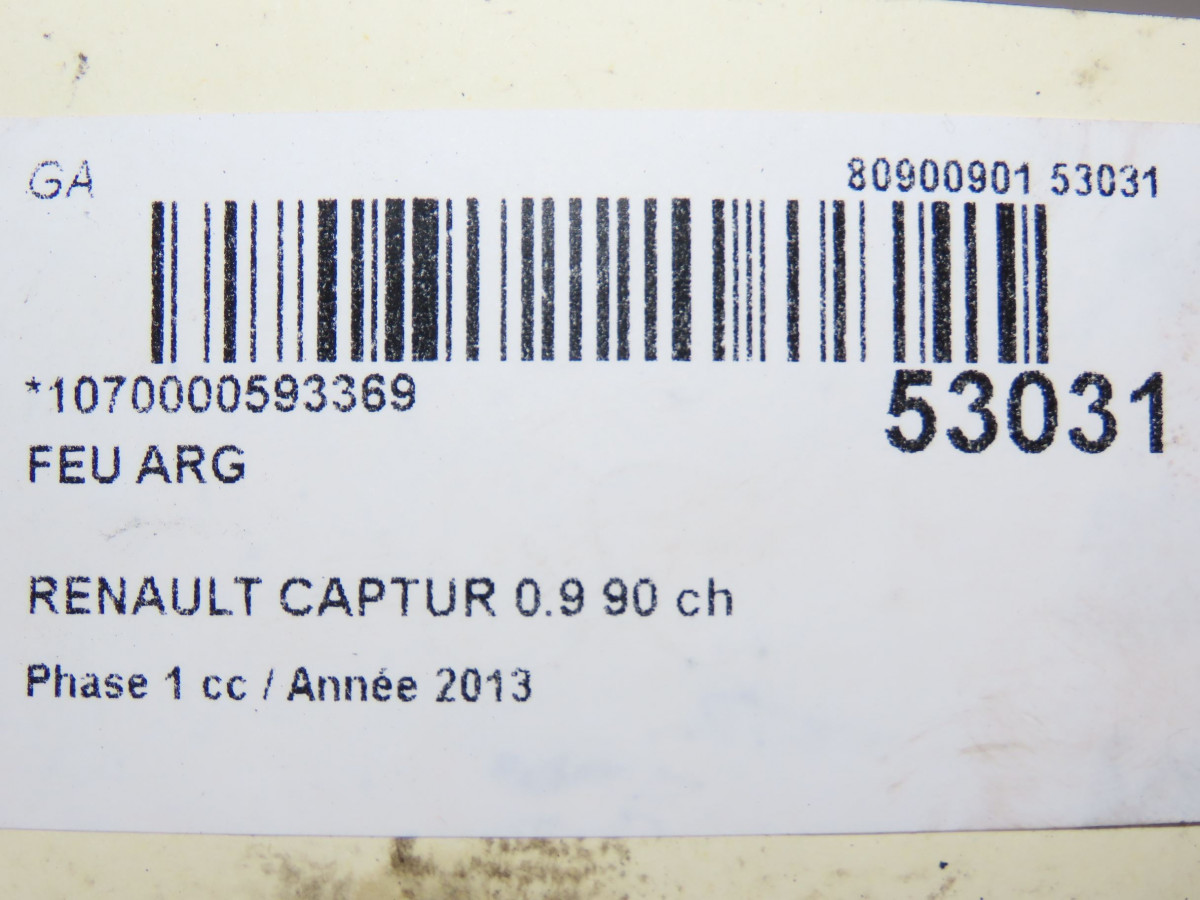 GA 80900901 53031
*1070000593369 53031
FEU ARG
RENAULT CAPTUR 0.9 90 ch
Phase 1 cc / Année 2013